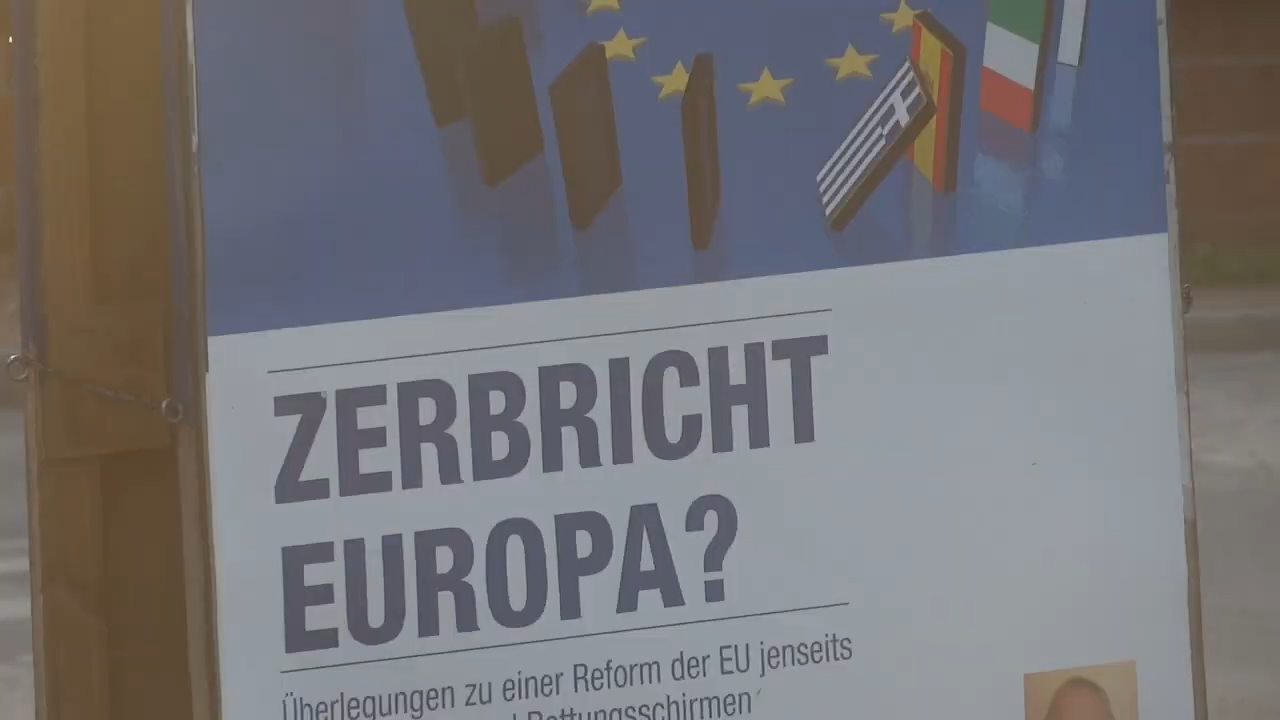 ZERBRICHT
EUROPA?
Überlegungen zu einer Reform der EU jenseits
Rettungsschirmen